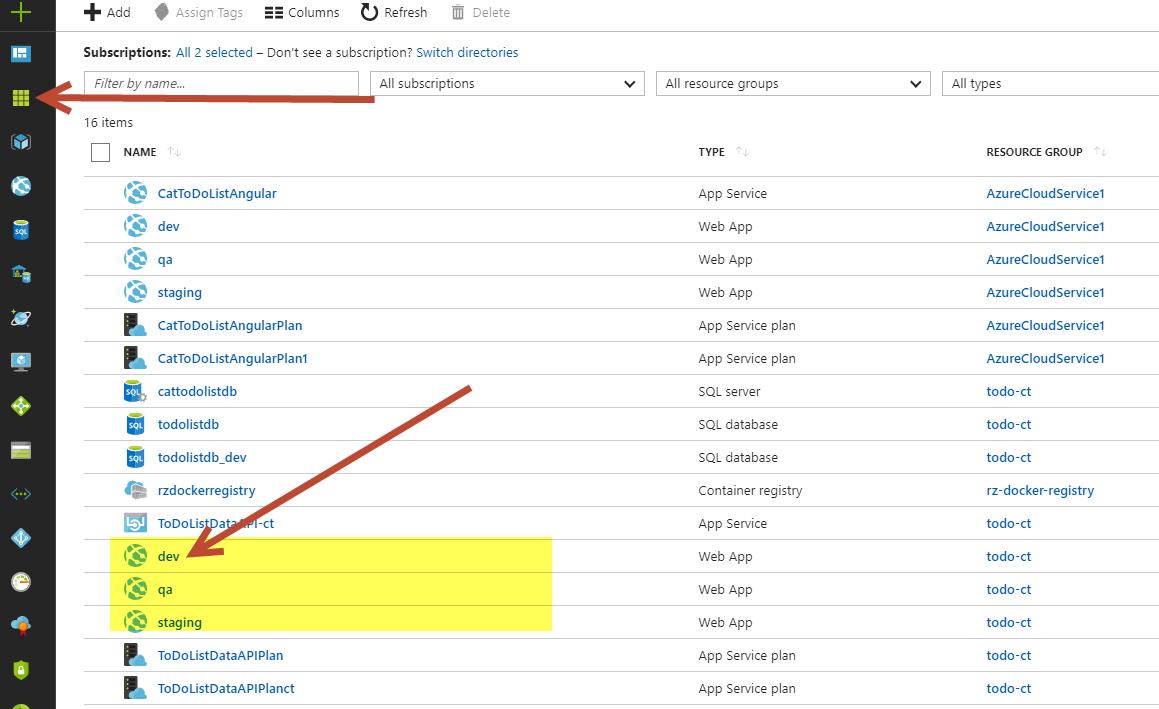 Add Assign Tags Columns Refresh Delete
Subscriptions: All 2 selected – Don't see a subscription? Switch directories
Filter by name... All subscriptions All resource groups All types
16 items
NAME TYPE RESOURCE GROUP
CatToDoListAngular App Service AzureCloudService1
dev Web App AzureCloudService1
qa Web App AzureCloudService1
staging Web App AzureCloudService1
CatToDoListAngularPlan App Service plan AzureCloudService1
CatToDoListAngularPlan1 App Service plan AzureCloudService1
SQL cattodolistdb SQL server todo-ct
SQL todolistdb SQL database todo-ct
SQL todolistdb_dev SQL database todo-ct
rzdockerregistry Container registry rz-docker-registry
ToDoListDataAPI-ct App Service todo-ct
dev Web App todo-ct
qa Web App todo-ct
staging Web App todo-ct
ToDoListDataAPIPlan App Service plan todo-ct
ToDoListDataAPIPlanct App Service plan todo-ct
SQL